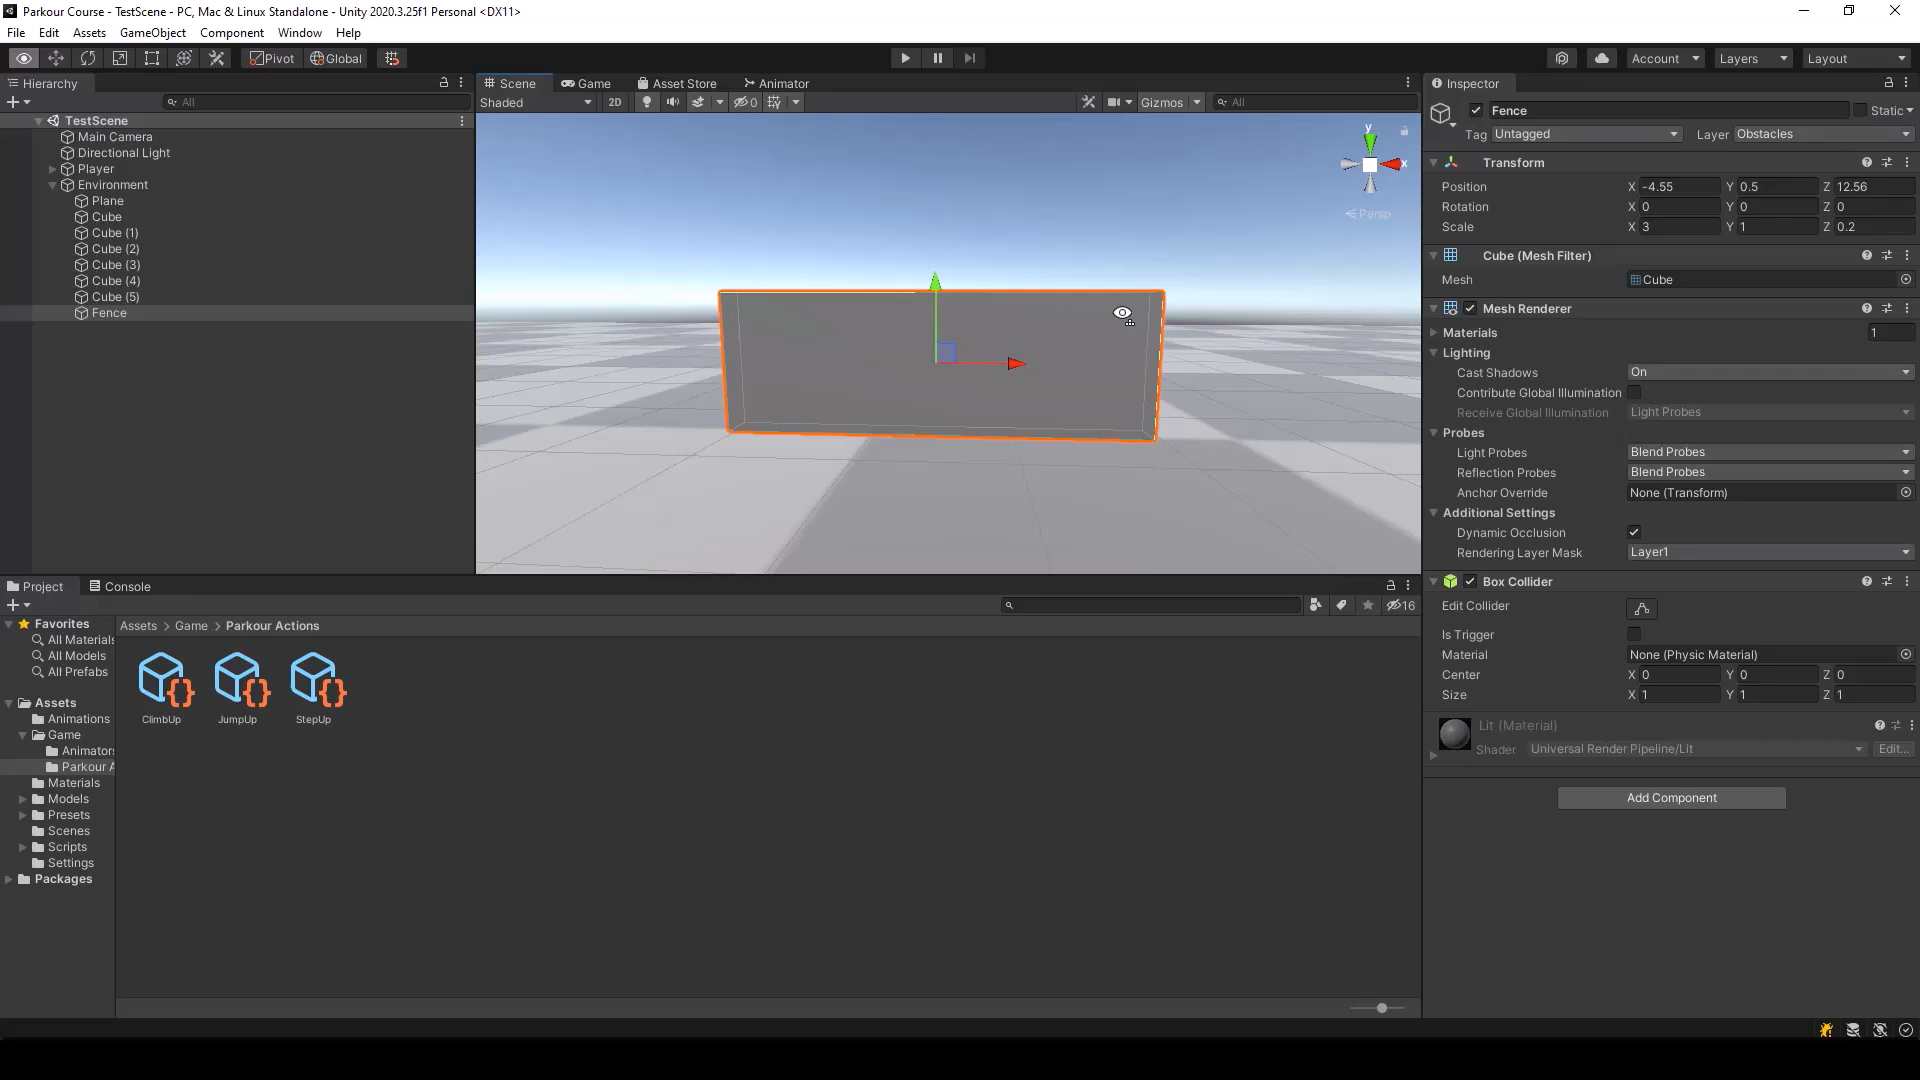 Parkour Course - TestScene - PC, Mac & Linux Standalone - Unity 2020.3.25f1 Personal <DX11>
File Edit Assets GameObject Component Window Help
Pivot Global Account Layers Layout
Hierarchy
All
TestScene
Main Camera
Directional Light
Player
Environment
Plane
Cube
Cube (1)
Cube (2)
Cube (3)
Cube (4)
Cube (5)
Fence
Scene Game Asset Store Animator
Shaded 2D 0 Gizmos All
y
x
Persp
Inspector
Fence Static
Tag Untagged Layer Obstacles
Transform
Position X -4.55 Y 0.5 Z 12.56
Rotation X 0 Y 0 Z 0
Scale X 3 Y 1 Z 0.2
Cube (Mesh Filter)
Mesh Cube
Mesh Renderer
Materials 1
Lighting
Cast Shadows On
Contribute Global Illumination
Receive Global Illumination Light Probes
Probes
Light Probes Blend Probes
Reflection Probes Blend Probes
Anchor Override None (Transform)
Additional Settings
Dynamic Occlusion
Rendering Layer Mask Layer1
Box Collider
Edit Collider
Is Trigger
Material None (Physic Material)
Center X 0 Y 0 Z 0
Size X 1 Y 1 Z 1
Lit (Material)
Shader Universal Render Pipeline/Lit Edit...
Add Component
Project Console
16
Favorites
All Materials
All Models
All Prefabs
Assets
Animations
Game
Animators
Parkour A
Materials
Models
Presets
Scenes
Scripts
Settings
Packages
Assets > Game > Parkour Actions
ClimbUp JumpUp StepUp